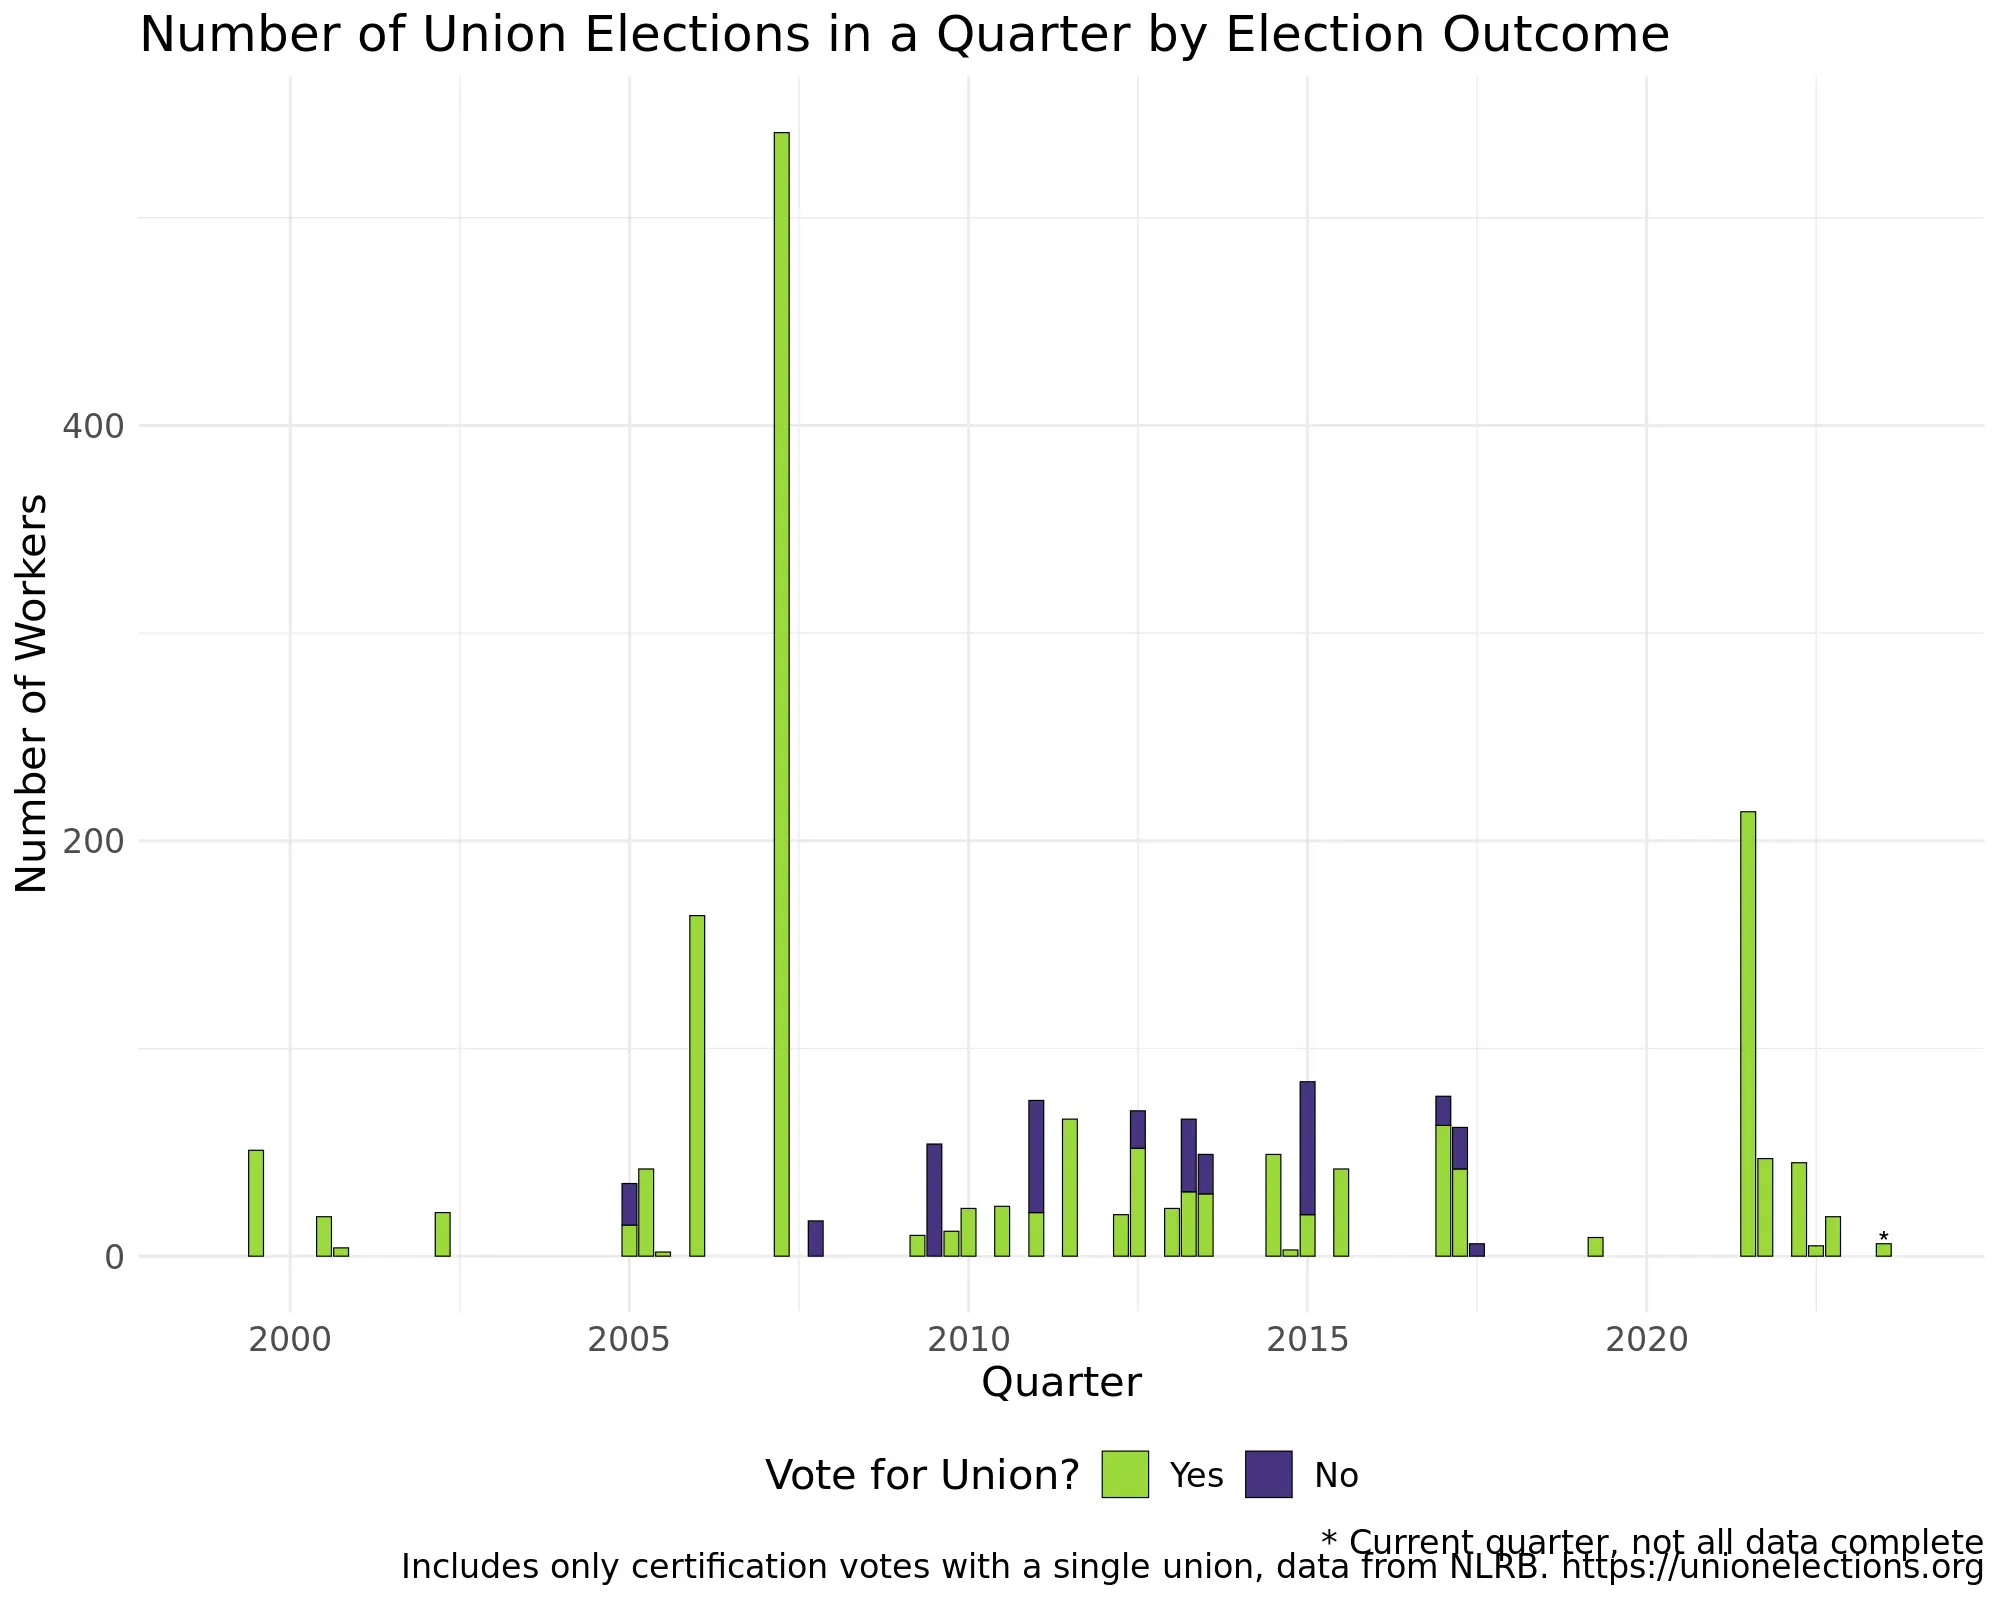 Number of Union Elections in a Quarter by Election Outcome
Number of Workers
400
200
0
*
2000 2005 2010 2015 2020
Quarter
Vote for Union? Yes No
* Current quarter, not all data complete
Includes only certification votes with a single union, data from NLRB. https://unionelections.org